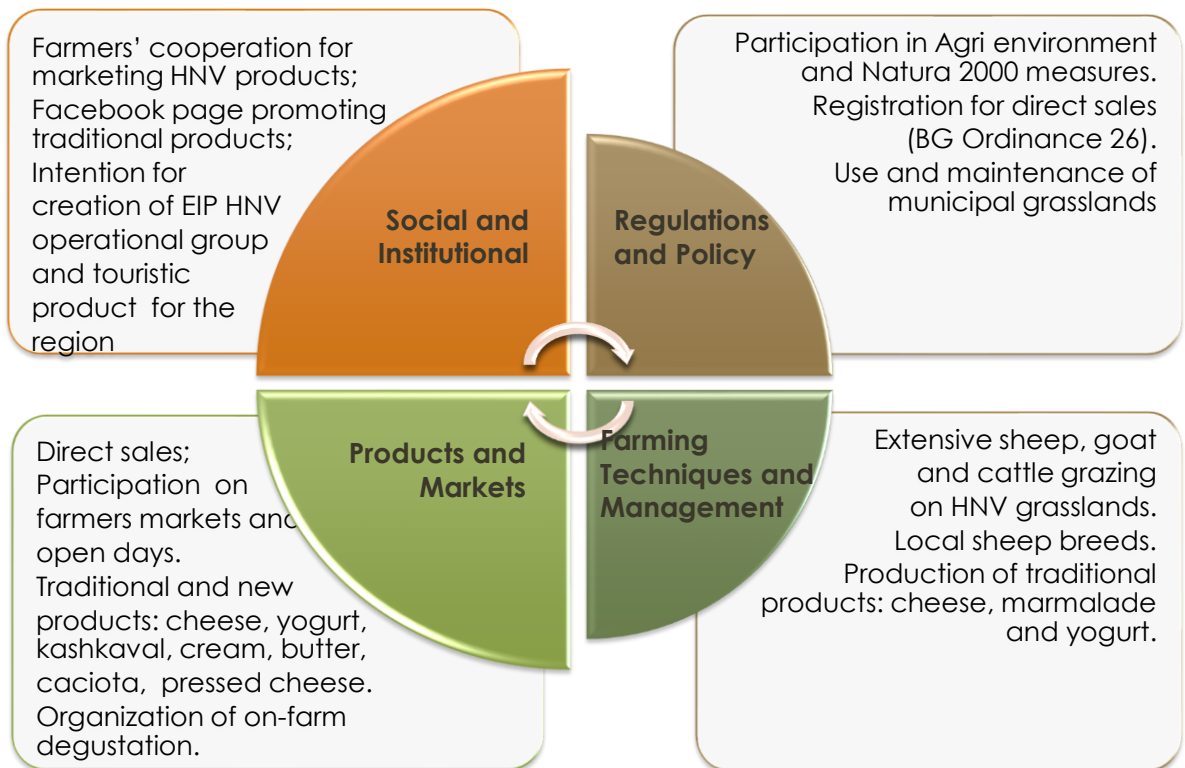 Farmers’ cooperation for
marketing HNV products;
Facebook page promoting
traditional products;
Intention for
creation of EIP HNV
operational group
and touristic
product for the
region
Social and
Institutional
Participation in Agri environment
and Natura 2000 measures.
Registration for direct sales
(BG Ordinance 26).
Use and maintenance of
municipal grasslands
Regulations
and Policy
Direct sales;
Participation on
farmers markets and
open days.
Traditional and new
products: cheese, yogurt,
kashkaval, cream, butter,
caciota, pressed cheese.
Organization of on-farm
degustation.
Products and
Markets
Farming
Techniques and
Management
Extensive sheep, goat
and cattle grazing
on HNV grasslands.
Local sheep breeds.
Production of traditional
products: cheese, marmalade
and yogurt.